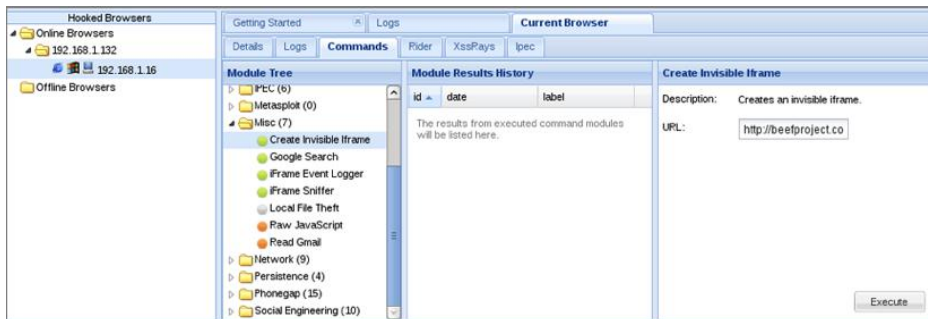 Hooked Browsers
Online Browsers
192.168.1.132
192.168.1.16
Offline Browsers
Getting Started
Logs
Current Browser
Details
Logs
Commands
Rider
XssRays
Ipec
Module Tree
IPEC (6)
Metasploit (0)
Misc (7)
Create Invisible Iframe
Google Search
iFrame Event Logger
iFrame Sniffer
Local File Theft
Raw JavaScript
Read Gmail
Network (9)
Persistence (4)
Phonegap (15)
Social Engineering (10)
Module Results History
id date label
The results from executed command modules
will be listed here.
Create Invisible Iframe
Description: Creates an invisible iframe.
URL: http://beefproject.co
Execute